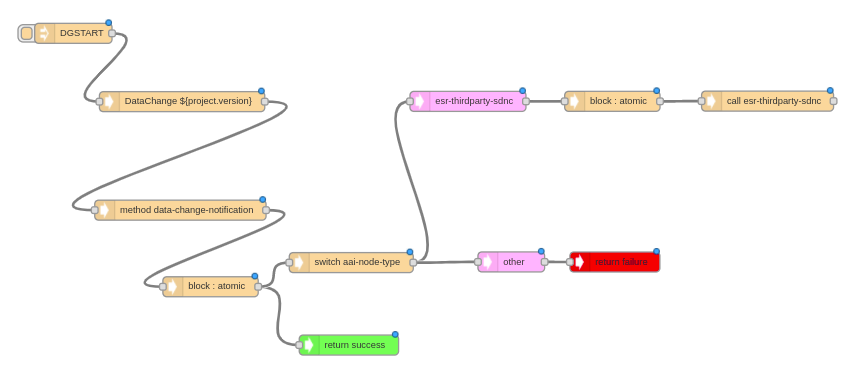 DGSTART
DataChange ${project.version}
esr-thirdparty-sdnc
block : atomic
call esr-thirdparty-sdnc
method data-change-notification
switch aai-node-type
other
return failure
block : atomic
return success